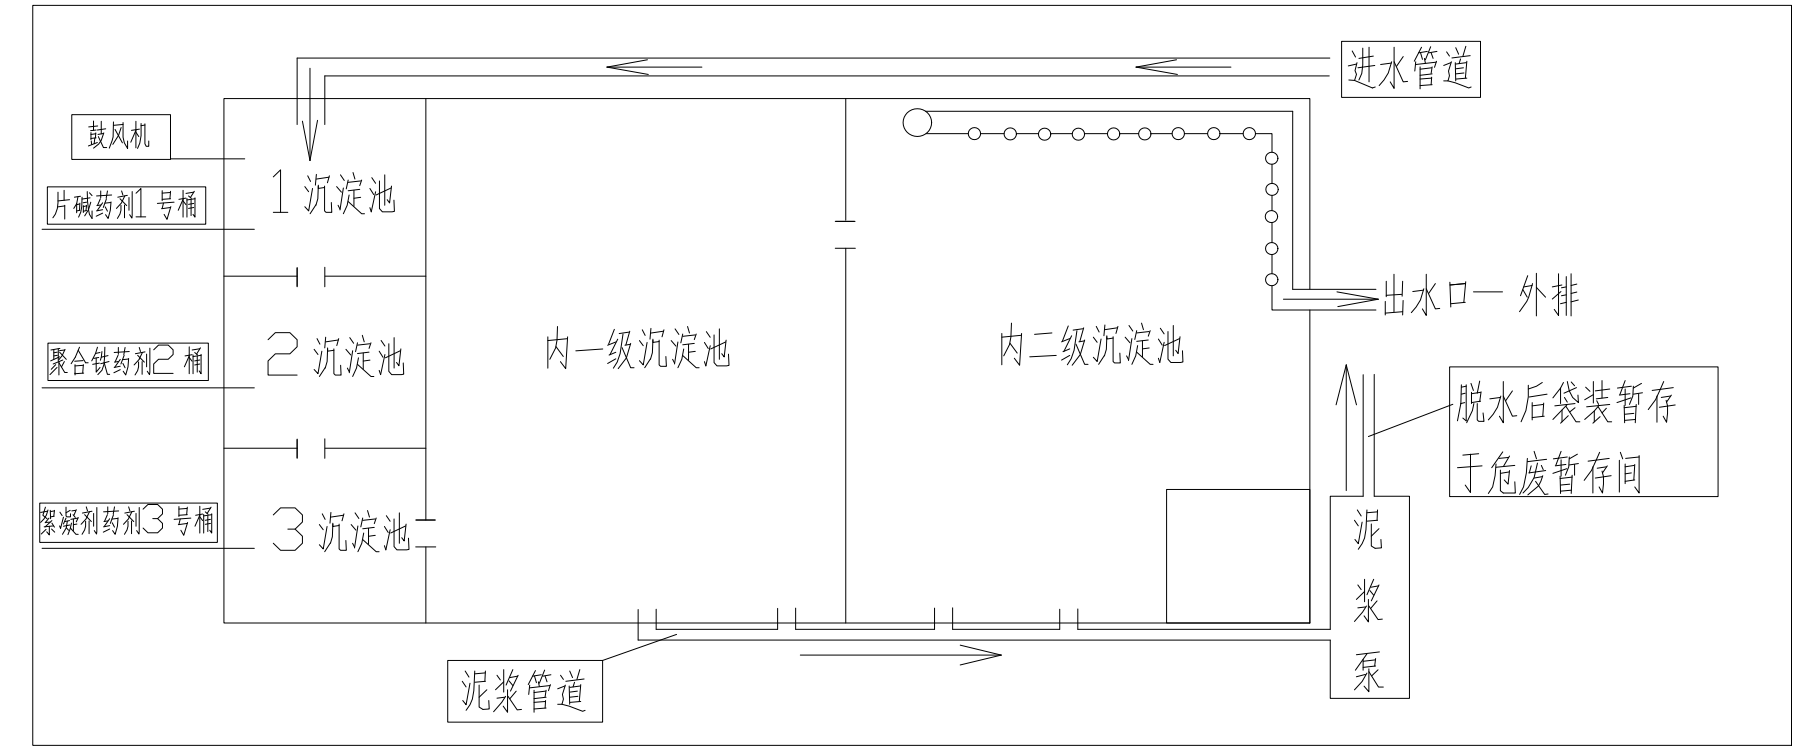 进水管道
鼓风机
片碱药剂1 号桶
1 沉淀池
出水口一 外排
聚合铁药剂2 桶
2 沉淀池
内一级沉淀池
内二级沉淀池
脱水后袋装暂存
于危废暂存间
絮凝剂药剂3 号桶
3 沉淀池
泥浆泵
泥浆管道